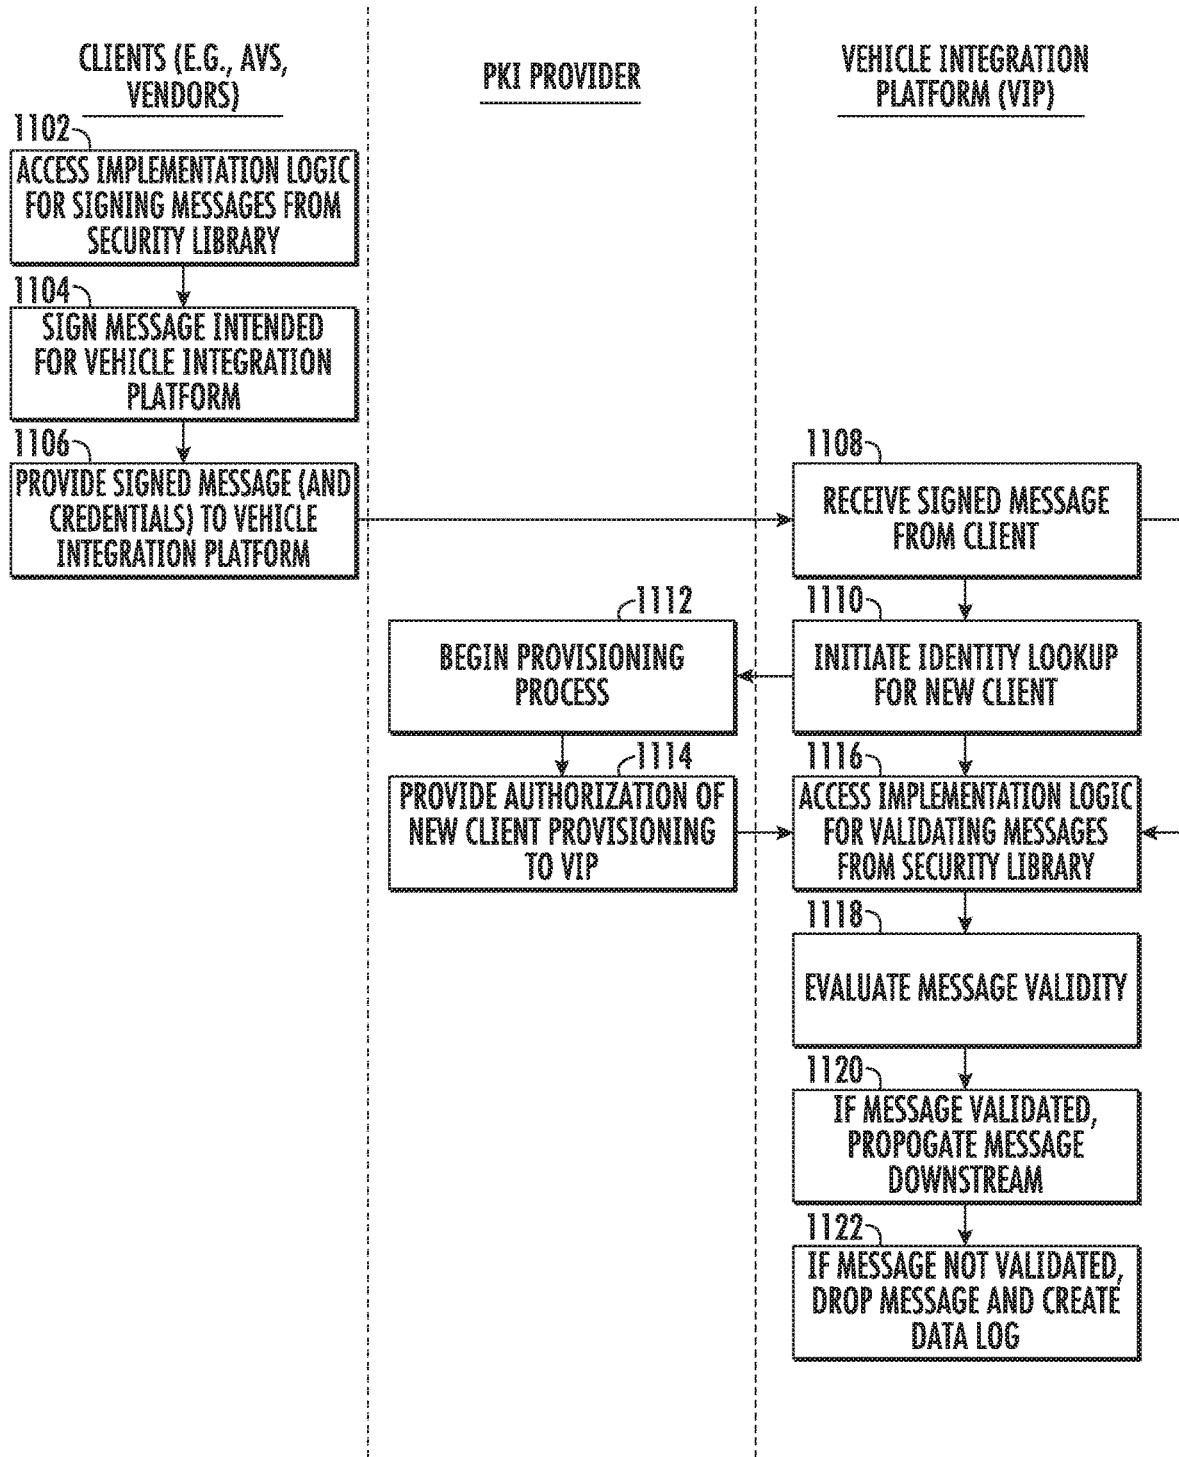 CLIENTS (E.G., AVS,
VENDORS)
PKI PROVIDER
VEHICLE INTEGRATION
PLATFORM (VIP)
1102
ACCESS IMPLEMENTATION LOGIC
FOR SIGNING MESSAGES FROM
SECURITY LIBRARY
1104
SIGN MESSAGE INTENDED
FOR VEHICLE INTEGRATION
PLATFORM
1106
PROVIDE SIGNED MESSAGE (AND
CREDENTIALS) TO VEHICLE
INTEGRATION PLATFORM
1108
RECEIVE SIGNED MESSAGE
FROM CLIENT
1110
INITIATE IDENTITY LOOKUP
FOR NEW CLIENT
1112
BEGIN PROVISIONING
PROCESS
1114
PROVIDE AUTHORIZATION OF
NEW CLIENT PROVISIONING
TO VIP
1116
ACCESS IMPLEMENTATION LOGIC
FOR VALIDATING MESSAGES
FROM SECURITY LIBRARY
1118
EVALUATE MESSAGE VALIDITY
1120
IF MESSAGE VALIDATED,
PROPOGATE MESSAGE
DOWNSTREAM
1122
IF MESSAGE NOT VALIDATED,
DROP MESSAGE AND CREATE
DATA LOG